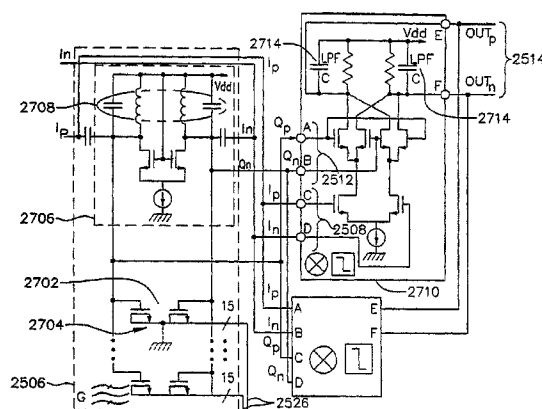 In
2714
LPF
C
Vdd
LPF
C
E
OUTp
2514
Ip
F
OUTn
2714
2708
Vdd
Ip
In
Qp
A
Qn
B
2512
Qn
Ip
C
In
D
2508
2706
2710
2702
2704
15
Ip
A
E
In
B
F
Qp
C
Qn
D
2506
G
15
2526